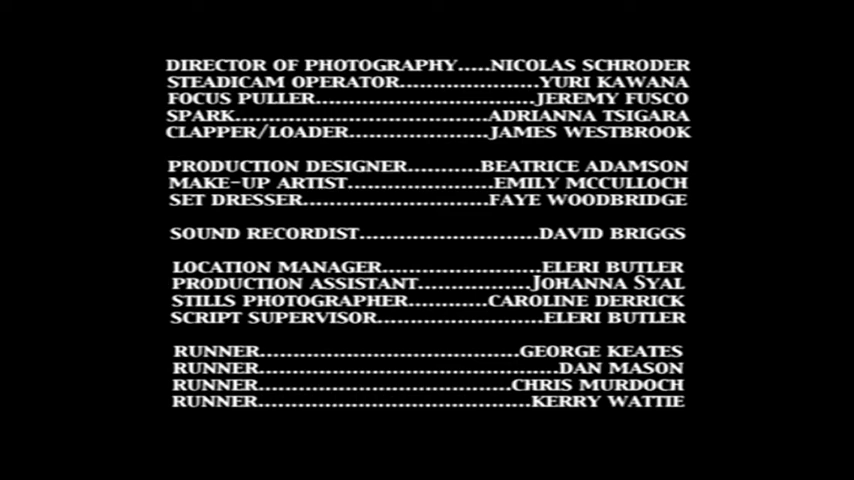 DIRECTOR OF PHOTOGRAPHY.....NICOLAS SCHRODER
STEADICAM OPERATOR.......................YURI KAWANA
FOCUS PULLER....................................JEREMY FUSCO
SPARK.........................................ADRIANNA TSIGARA
CLAPPER/LOADER.......................JAMES WESTBROOK
PRODUCTION DESIGNER............BEATRICE ADAMSON
MAKE-UP ARTIST........................EMILY MCCULLOCH
SET DRESSER..............................FAYE WOODBRIDGE
SOUND RECORDIST.............................DAVID BRIGGS
LOCATION MANAGER..........................ELERI BUTLER
PRODUCTION ASSISTANT..................JOHANNA SYAL
STILLS PHOTOGRAPHER.............CAROLINE DERRICK
SCRIPT SUPERVISOR...........................ELERI BUTLER
RUNNER..........................................GEORGE KEATES
RUNNER................................................DAN MASON
RUNNER.........................................CHRIS MURDOCH
RUNNER............................................KERRY WATTIE